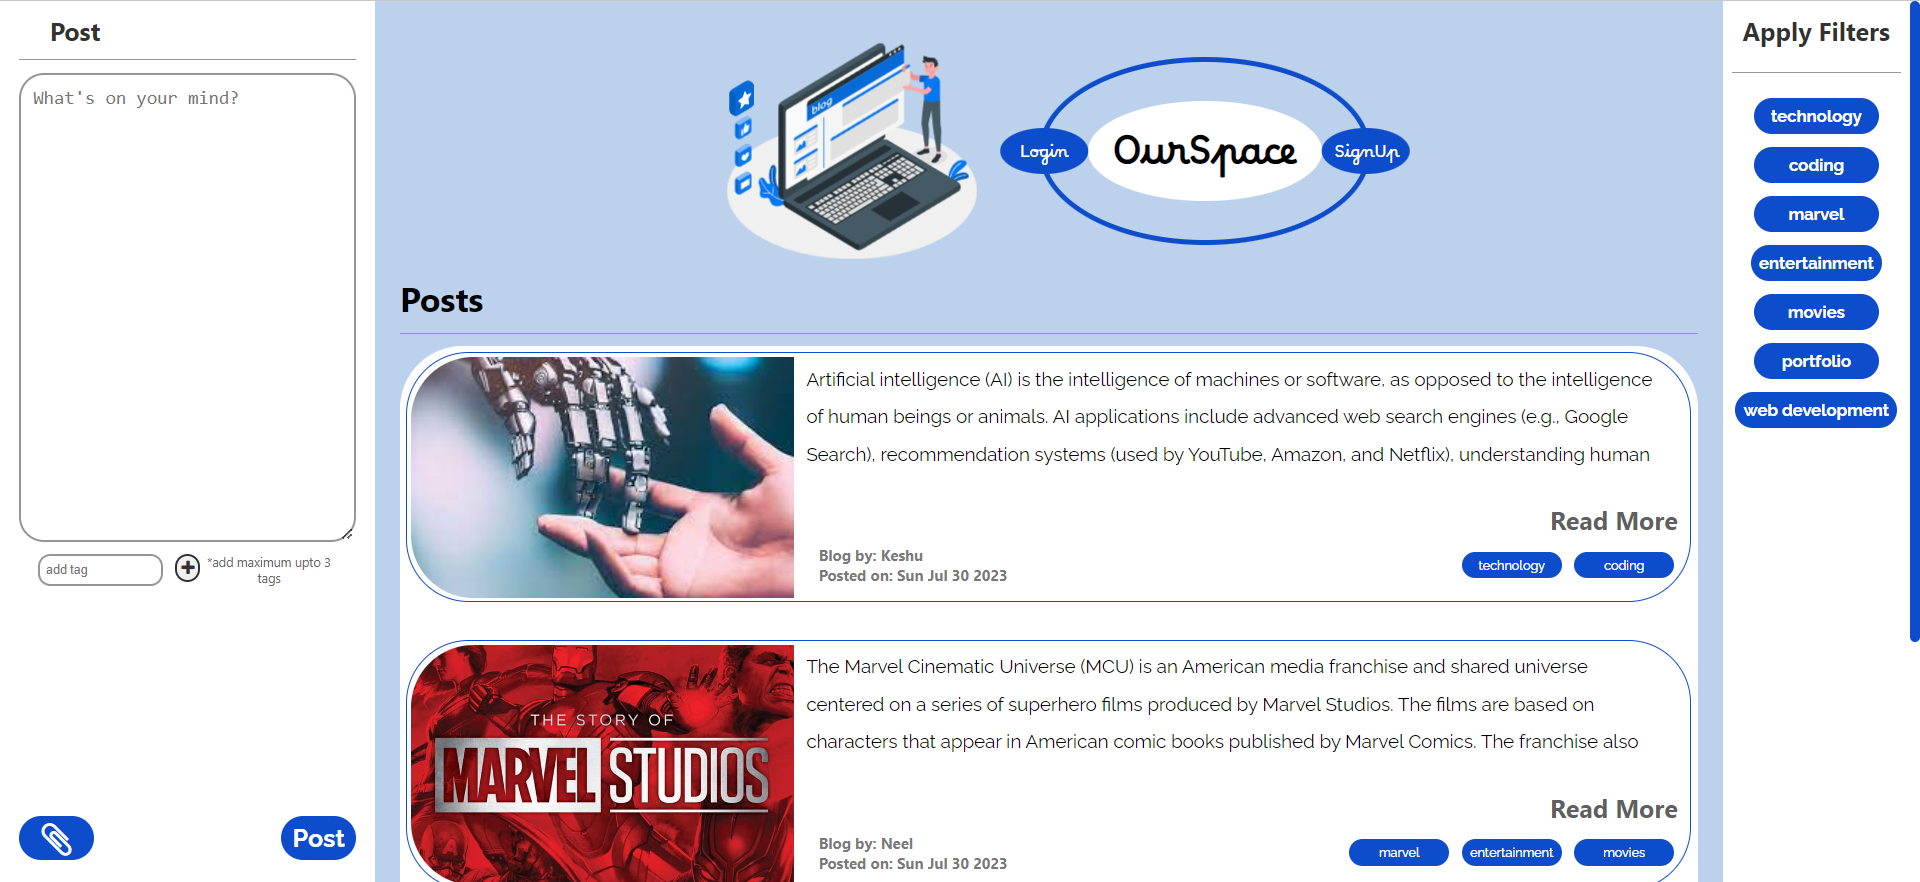 Post
What's on your mind?
add tag
*add maximum upto 3
tags
Post
blog
Login
OurSpace
SignUp
Posts
Artificial intelligence (AI) is the intelligence of machines or software, as opposed to the intelligence
of human beings or animals. AI applications include advanced web search engines (e.g., Google
Search), recommendation systems (used by YouTube, Amazon, and Netflix), understanding human
Read More
Blog by: Keshu
Posted on: Sun Jul 30 2023
technology
coding
THE STORY OF
MARVEL STUDIOS
The Marvel Cinematic Universe (MCU) is an American media franchise and shared universe
centered on a series of superhero films produced by Marvel Studios. The films are based on
characters that appear in American comic books published by Marvel Comics. The franchise also
Read More
Blog by: Neel
Posted on: Sun Jul 30 2023
marvel
entertainment
movies
Apply Filters
technology
coding
marvel
entertainment
movies
portfolio
web development